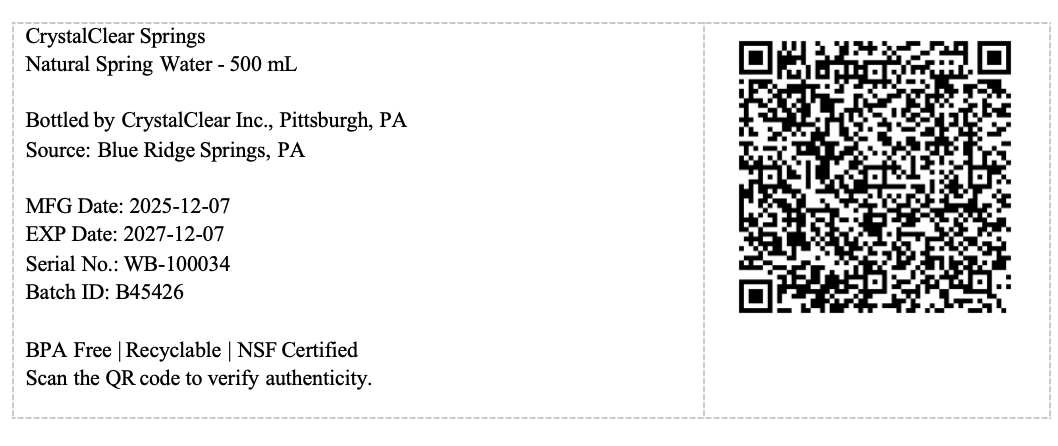 CrystalClear Springs
Natural Spring Water - 500 mL
Bottled by CrystalClear Inc., Pittsburgh, PA
Source: Blue Ridge Springs, PA
MFG Date: 2025-12-07
EXP Date: 2027-12-07
Serial No.: WB-100034
Batch ID: B45426
BPA Free | Recyclable | NSF Certified
Scan the QR code to verify authenticity.